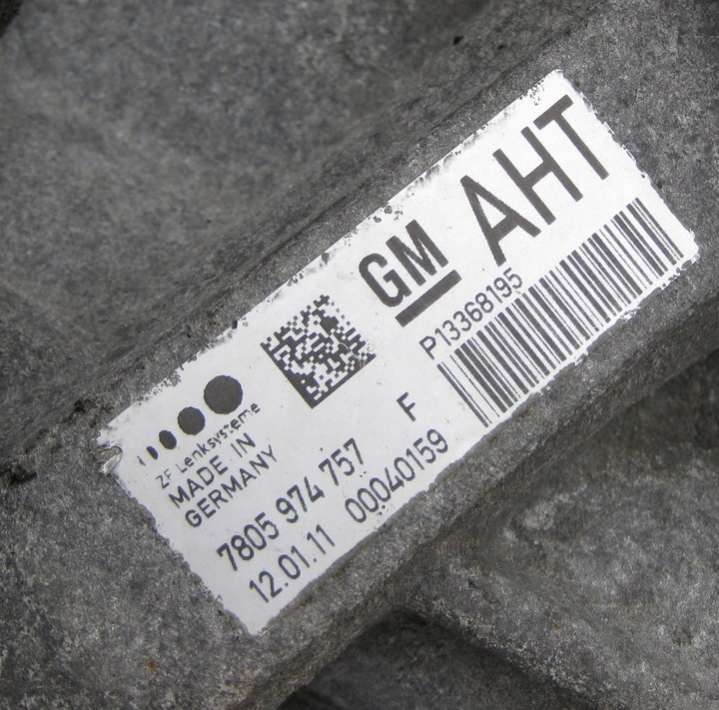 GM AHT
P13368195
ZF Lenksysteme
MADE IN
GERMANY
7805 974 757 F
12.01.11 00040159